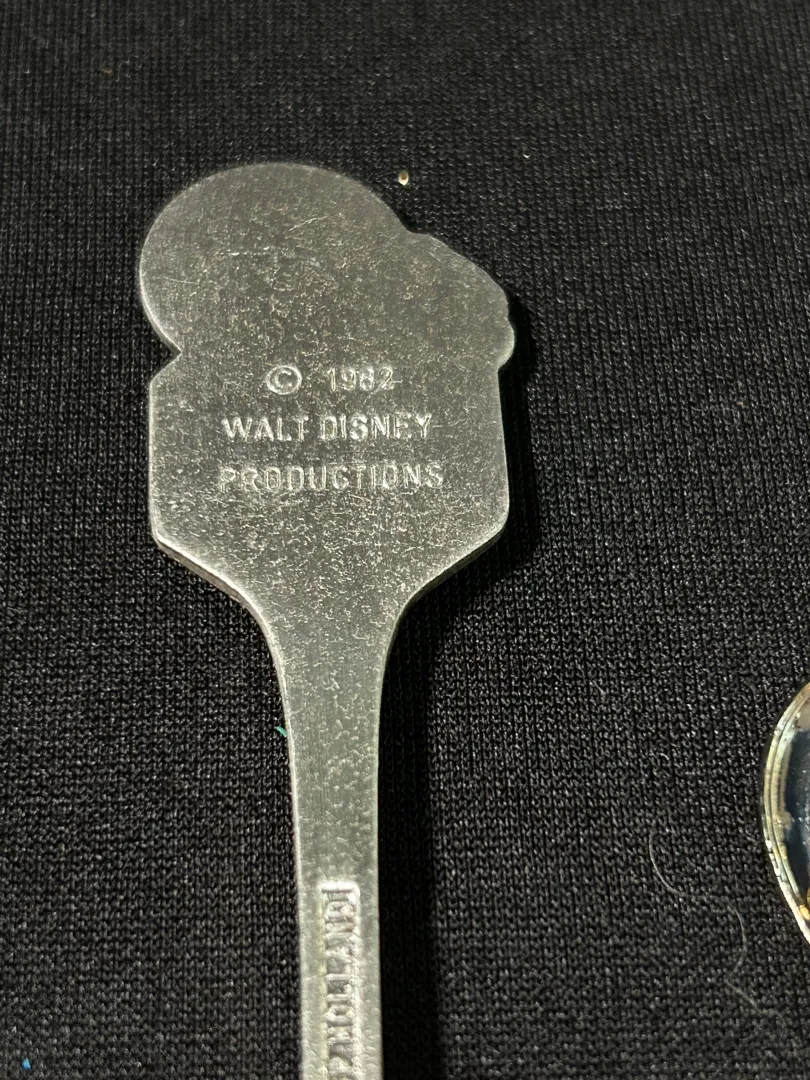 © 1982
WALT DISNEY
PRODUCTIONS